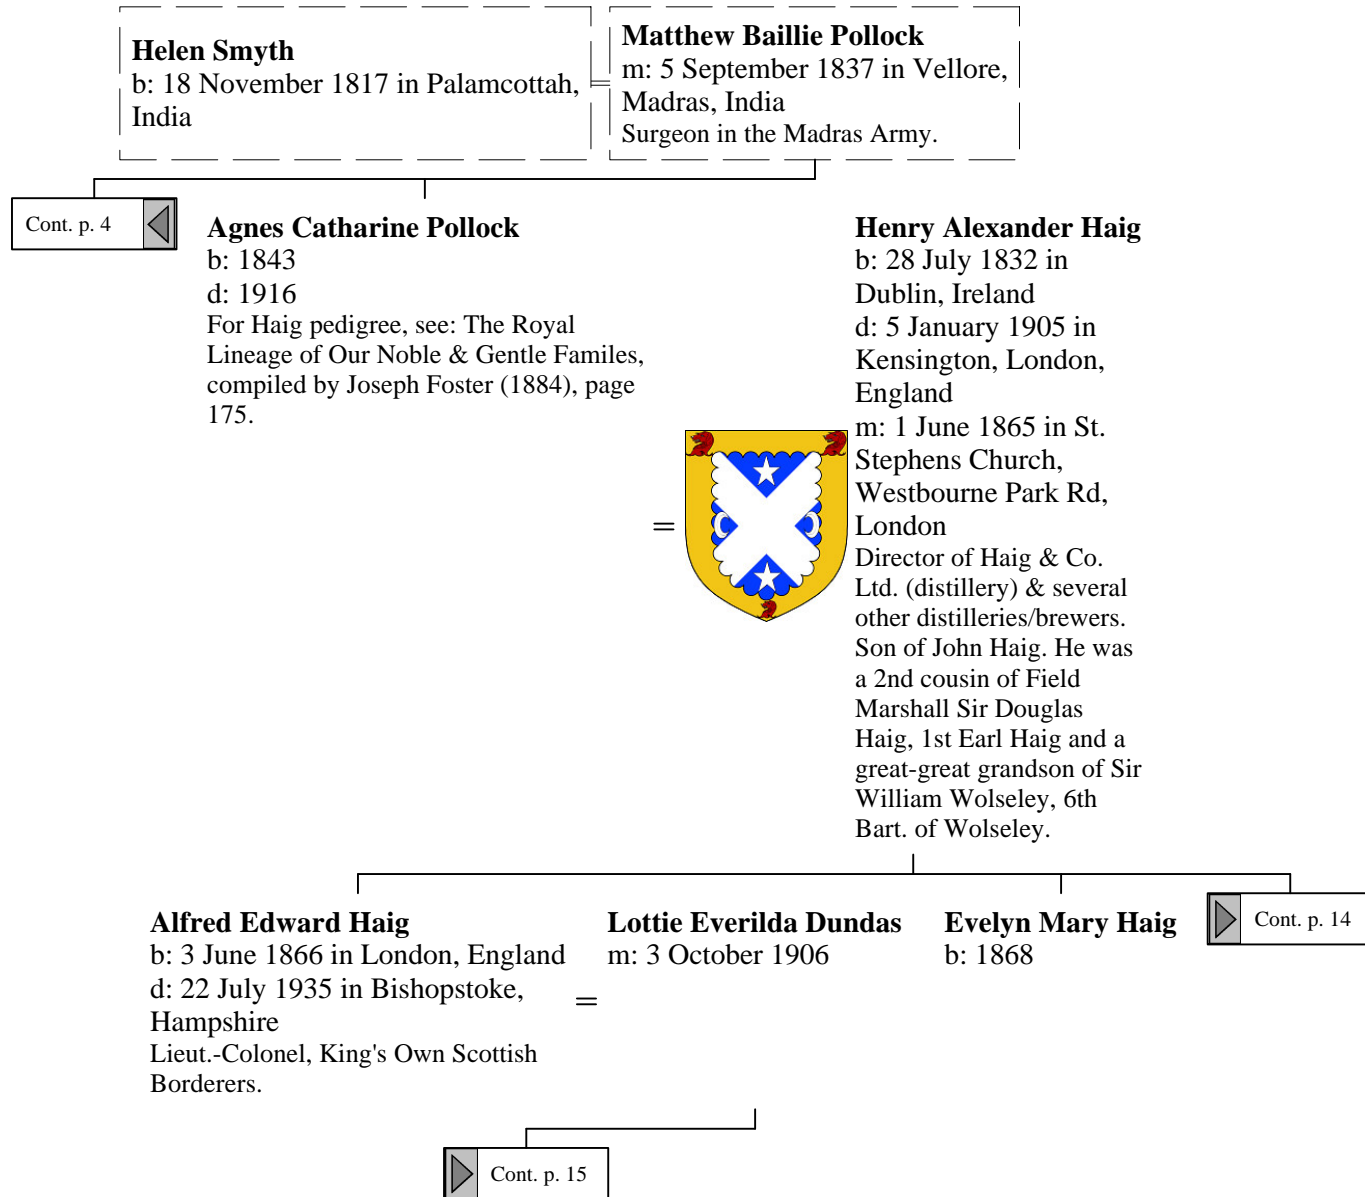 Helen Smyth
b: 18 November 1817 in Palamcottah,
India
Matthew Baillie Pollock
m: 5 September 1837 in Vellore,
Madras, India
Surgeon in the Madras Army.
=
Cont. p. 4
Agnes Catharine Pollock
b: 1843
d: 1916
For Haig pedigree, see: The Royal
Lineage of Our Noble & Gentle Familes,
compiled by Joseph Foster (1884), page
175.
=
Henry Alexander Haig
b: 28 July 1832 in
Dublin, Ireland
d: 5 January 1905 in
Kensington, London,
England
m: 1 June 1865 in St.
Stephens Church,
Westbourne Park Rd,
London
Director of Haig & Co.
Ltd. (distillery) & several
other distilleries/brewers.
Son of John Haig. He was
a 2nd cousin of Field
Marshall Sir Douglas
Haig, 1st Earl Haig and a
great-great grandson of Sir
William Wolseley, 6th
Bart. of Wolseley.
Alfred Edward Haig
b: 3 June 1866 in London, England
d: 22 July 1935 in Bishopstoke,
Hampshire
Lieut.-Colonel, King's Own Scottish
Borderers.
=
Lottie Everilda Dundas
m: 3 October 1906
Evelyn Mary Haig
b: 1868
Cont. p. 14
Cont. p. 15